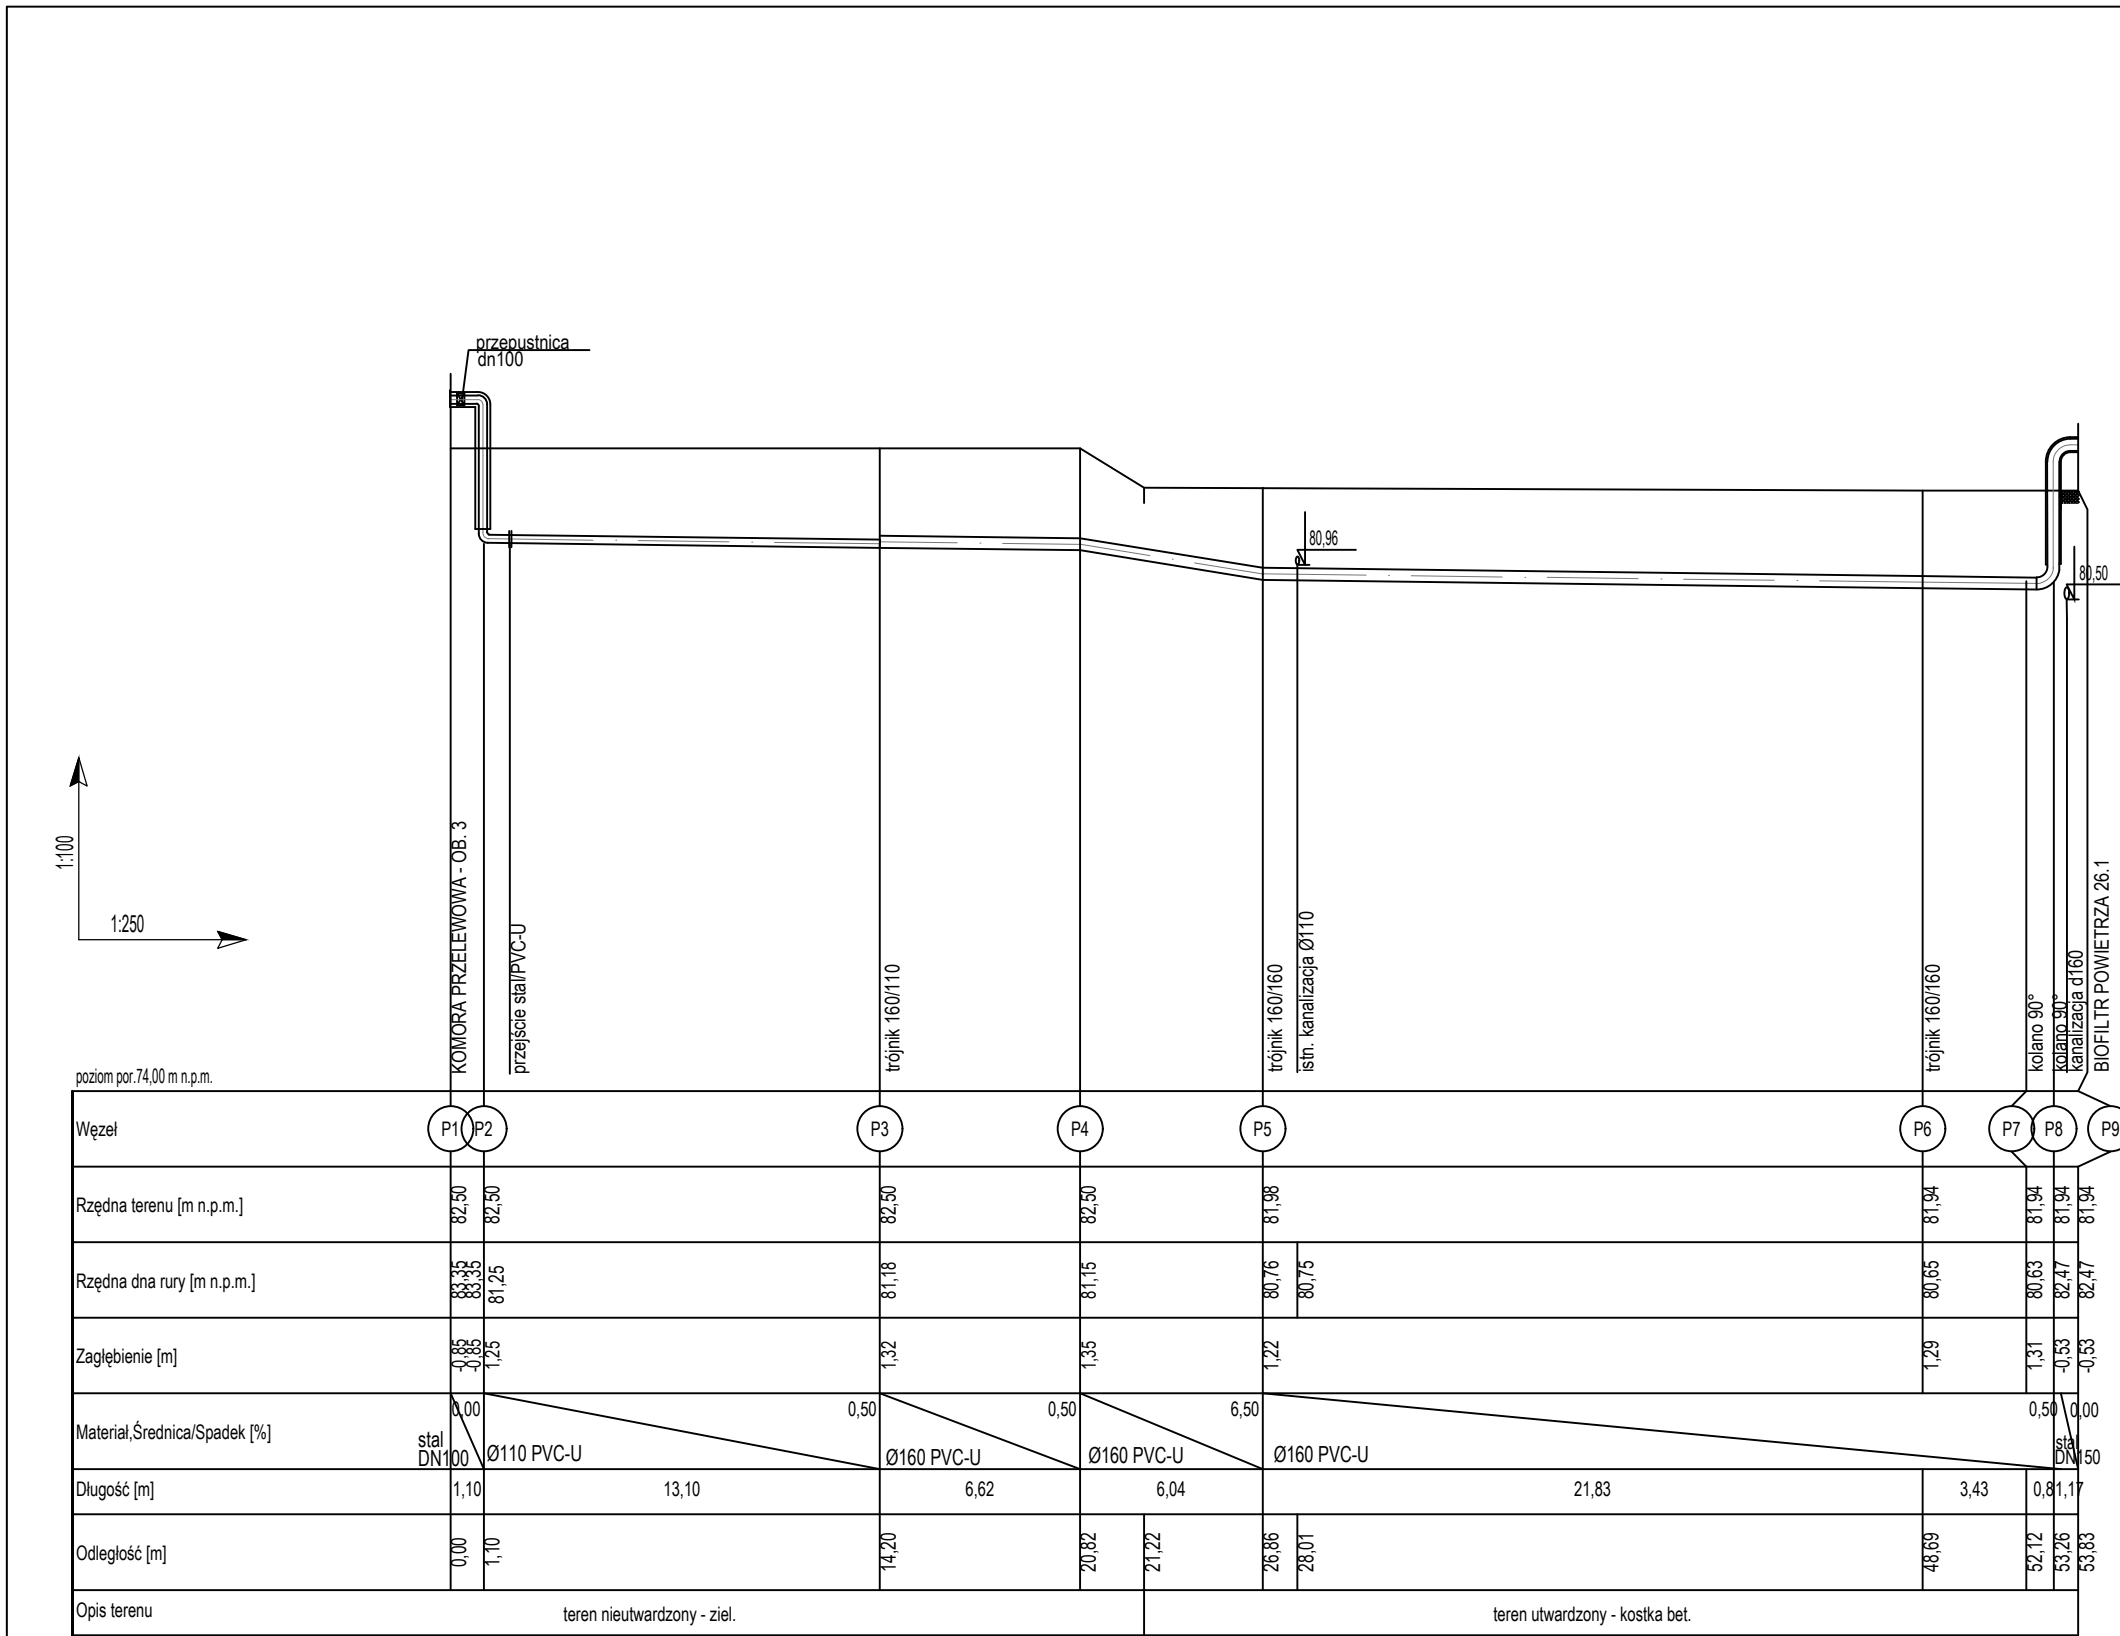 przepustnica
dn100
80,96
80,50
1:100
1:250
KOMORA PRZELEWOWA - OB. 3
przejście stal/PVC-U
trójnik 160/110
trójnik 160/160
istn. kanalizacja Ø110
trójnik 160/160
kolano 90°
kolano 90°
kanalizacja d160
BIOFILTR POWIETRZA 26.1
poziom por.74,00 m n.p.m.
Węzeł P1 P2 P3 P4 P5 P6 P7 P8 P9
Rzędna terenu [m n.p.m.] 82,50 82,50 82,50 82,50 81,98 81,94 81,94 81,94 81,94
Rzędna dna rury [m n.p.m.] 83,35 83,35 81,25 81,18 81,15 80,76 80,75 80,65 80,63 82,47 82,47
Zagłębienie [m] -0,85 -0,85 1,25 1,32 1,35 1,22 1,29 1,31 -0,53 -0,53
0,00 0,50 0,50 6,50 0,50 0,00
Materiał,Średnica/Spadek [%]
stal
DN100 Ø110 PVC-U Ø160 PVC-U Ø160 PVC-U Ø160 PVC-U
stal
DN150
Długość [m] 1,10 13,10 6,62 6,04 21,83 3,43 0,8 1,17
Odległość [m] 0,00 1,10 14,20 20,82 21,22 26,86 28,01 48,69 52,12 53,26 53,83
Opis terenu teren nieutwardzony - ziel. teren utwardzony - kostka bet.